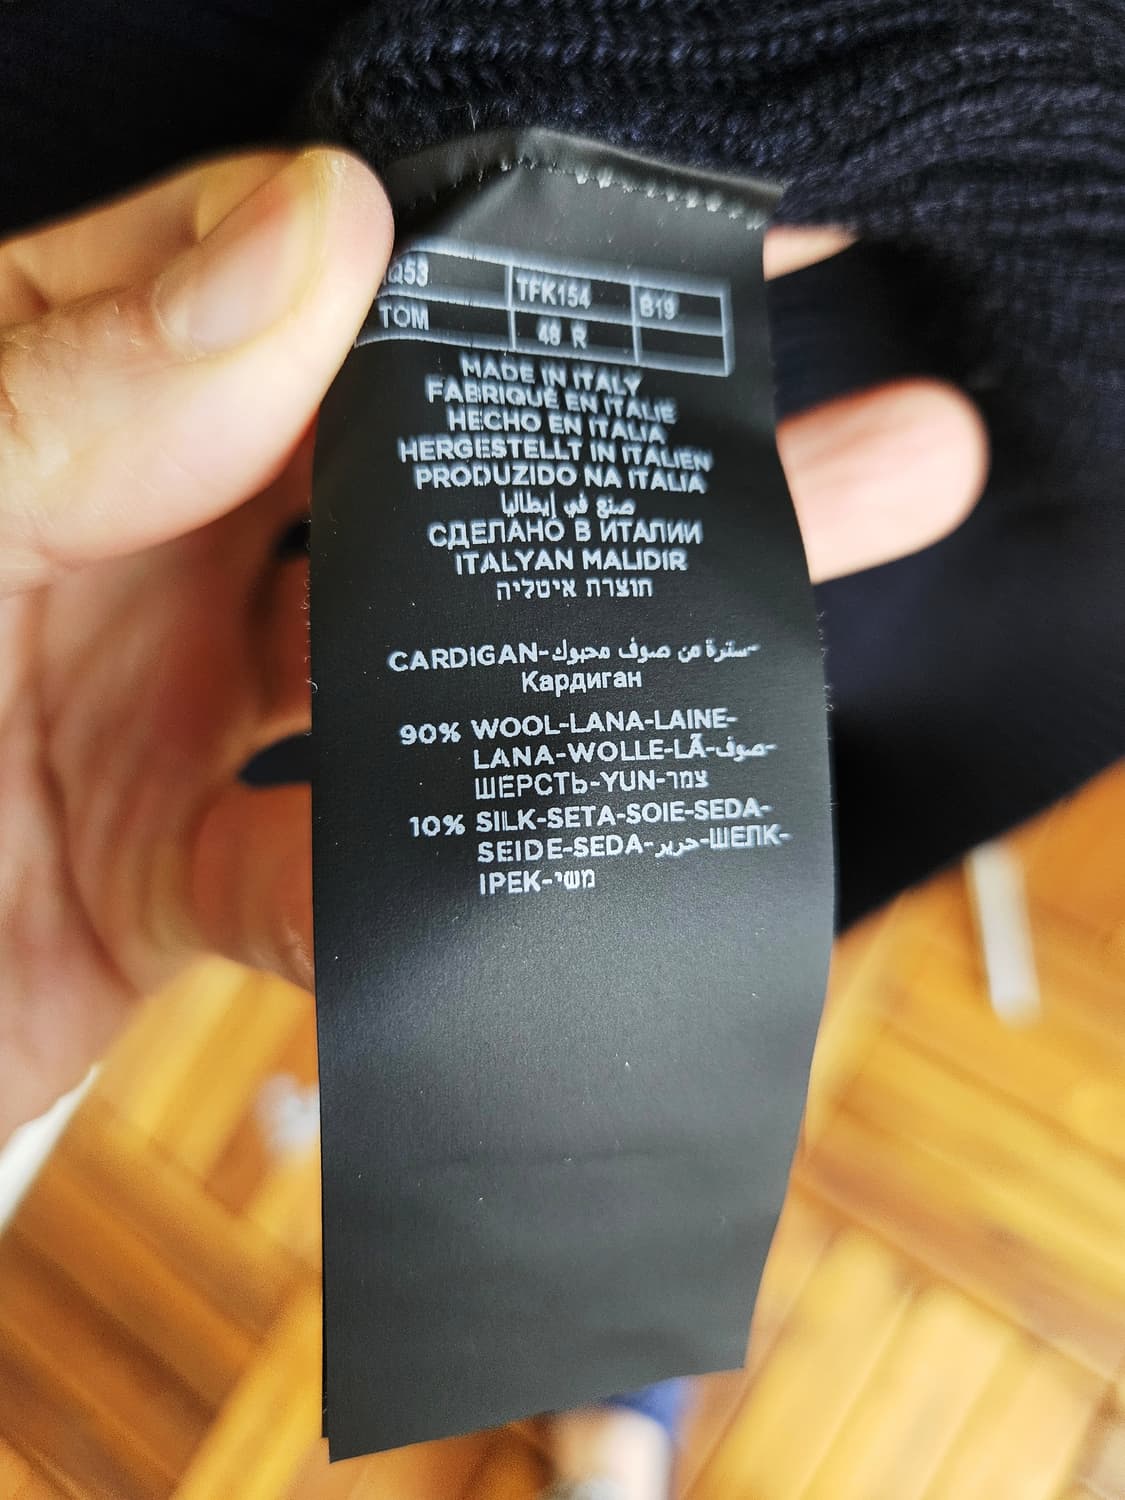 TFK154 B19
TOM 48 R
MADE IN ITALY
FABRIQUÉ EN ITALIE
HECHO EN ITALIA
HERGESTELLT IN ITALIEN
PRODUZIDO NA ITALIA
صنع في إيطاليا
СДЕЛАНО В ИТАЛИИ
ITALYAN MALIDIR
תוצרת איטליה
CARDIGAN-سترة من صوف محبوك-
Кардиган
90% WOOL-LANA-LAINE-
LANA-WOLLE-LÃ-صوف-
ШЕРСТЬ-YUN-צמר
10% SILK-SETA-SOIE-SEDA-
SEIDE-SEDA-حرير-ШЕЛК-
IPEK-משי